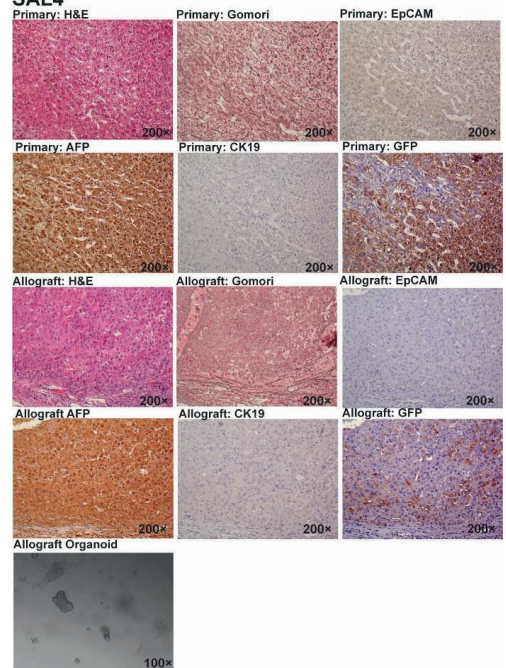 SAL4
Primary: H&E Primary: Gomori Primary: EpCAM
200× 200× 200×
Primary: AFP Primary: CK19 Primary: GFP
200× 200× 200×
Allograft: H&E Allograft: Gomori Allograft: EpCAM
200× 200× 200×
Allograft AFP Allograft: CK19 Allograft: GFP
200× 200× 200×
Allograft Organoid
100×